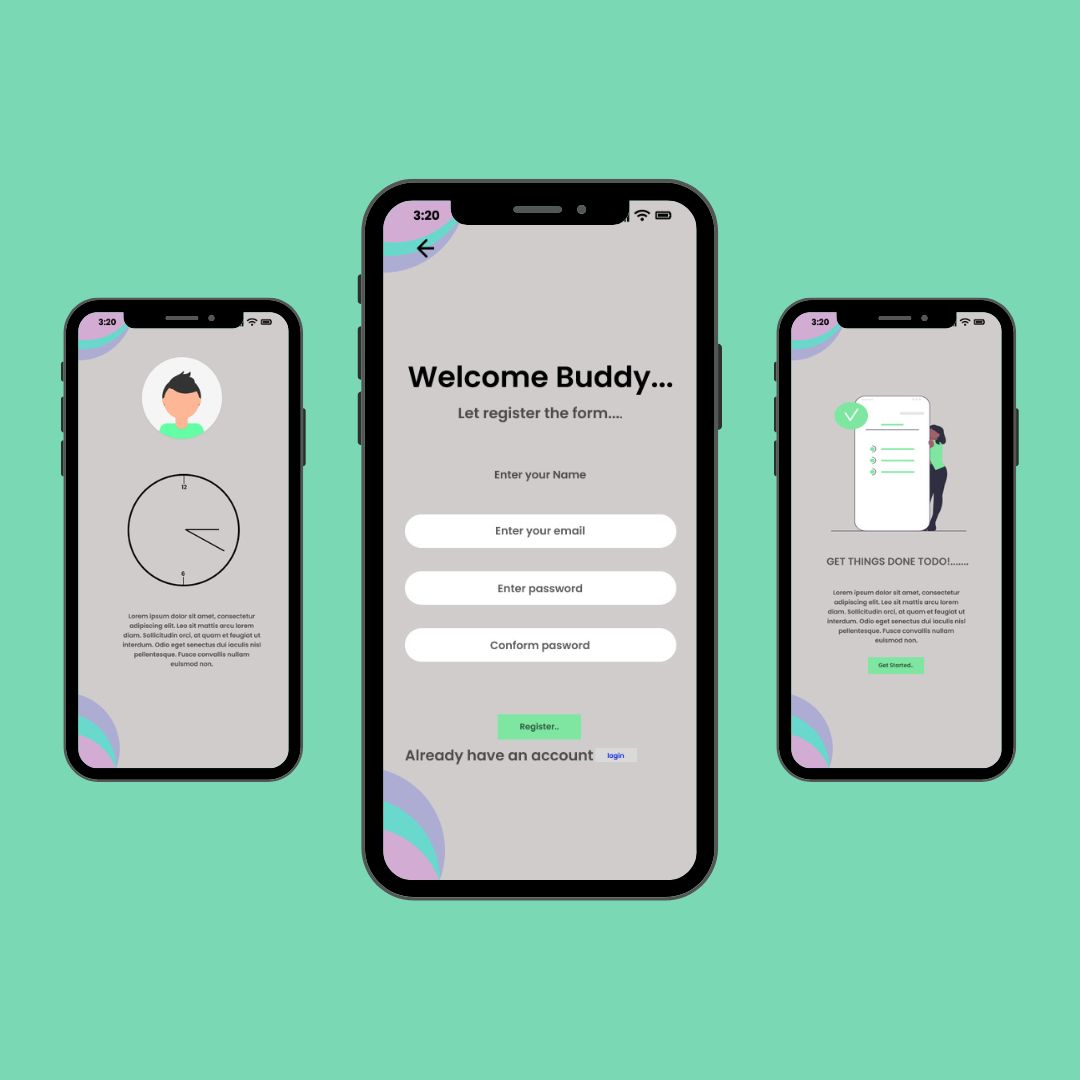 3:20
12
6
Lorem ipsum dolor sit amet, consectetur
adipiscing elit. Leo sit mattis arcu lorem
diam. Sollicitudin orci, at quam et feugiat ut
interdum. Odio eget senectus dui iaculis nisl
pellentesque. Fusce convallis nullam
euismod non.
3:20
Welcome Buddy...
Let register the form....
Enter your Name
Enter your email
Enter password
Conform pasword
Register..
Already have an account login
3:20
GET THINGS DONE TODO!.......
Lorem ipsum dolor sit amet, consectetur
adipiscing elit. Leo sit mattis arcu lorem
diam. Sollicitudin orci, at quam et feugiat ut
interdum. Odio eget senectus dui iaculis nisl
pellentesque. Fusce convallis nullam
euismod non.
Get Started..